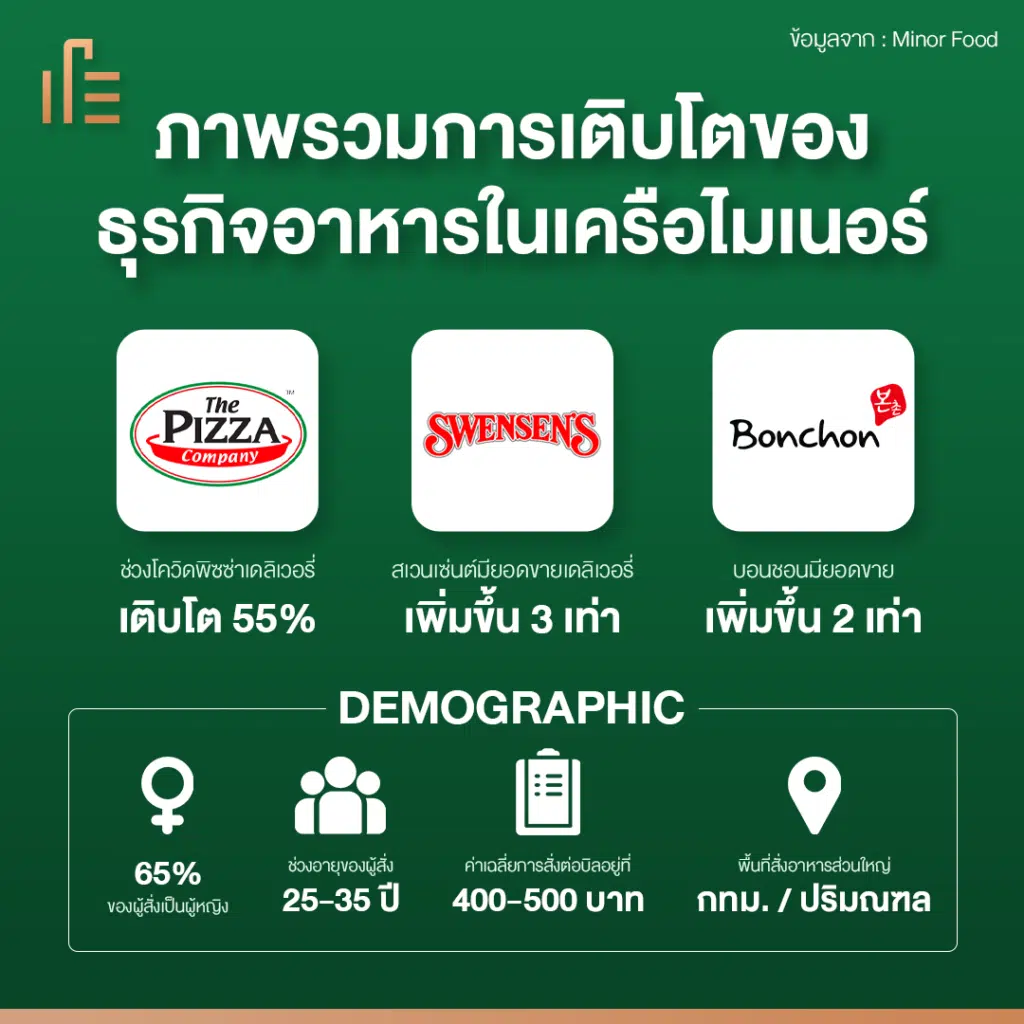 ข้อมูลจาก : Minor Food
ภาพรวมการเติบโตของ
ธุรกิจอาหารในเครือไมเนอร์
The
PIZZA
Company
TM
SWENSEN'S
Bonchon
본촌
ช่วงโควิดพิซซ่าเดลิเวอรี่
เติบโต 55%
สเวนเซ่นต์มียอดขายเดลิเวอรี่
เพิ่มขึ้น 3 เท่า
บอนชอนมียอดขาย
เพิ่มขึ้น 2 เท่า
DEMOGRAPHIC
65%
ของผู้สั่งเป็นผู้หญิง
ช่วงอายุของผู้สั่ง
25-35 ปี
ค่าเฉลี่ยการสั่งต่อบิลอยู่ที่
400-500 บาท
พื้นที่สั่งอาหารส่วนใหญ่
กทม. / ปริมณฑล